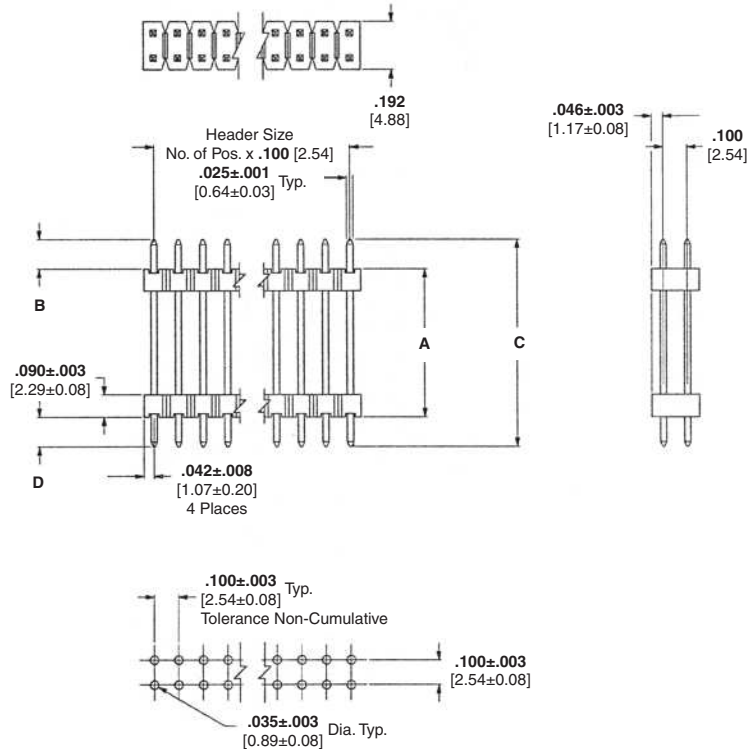 .192
[4.88]
.046±.003
[1.17±0.08]
.100
[2.54]
Header Size
No. of Pos. x .100 [2.54]
.025±.001 Typ.
[0.64±0.03]
B
A
C
.090±.003
[2.29±0.08]
D
.042±.008
[1.07±0.20]
4 Places
.100±.003 Typ.
[2.54±0.08]
Tolerance Non-Cumulative
.100±.003
[2.54±0.08]
.035±.003 Dia. Typ.
[0.89±0.08]